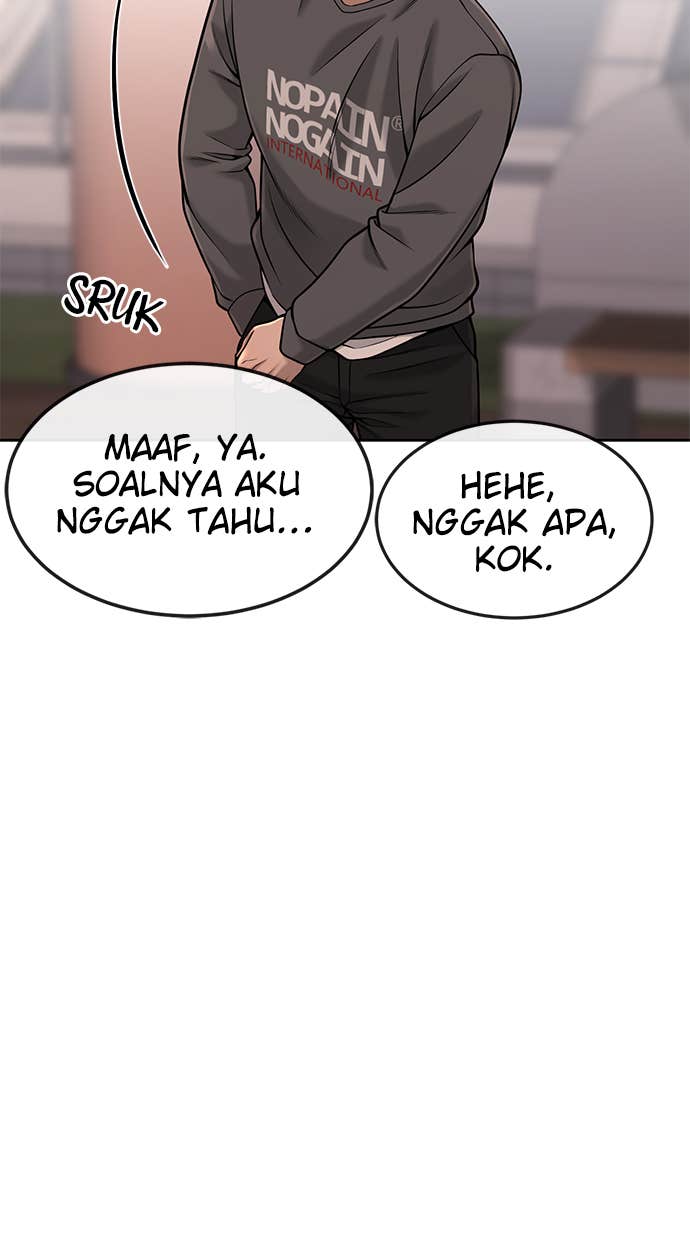 NOPAIN®
NOGAIN
INTERNATIONAL
SRUK
MAAF, YA.
SOALNYA AKU
NGGAK TAHU...
HEHE,
NGGAK APA,
KOK.